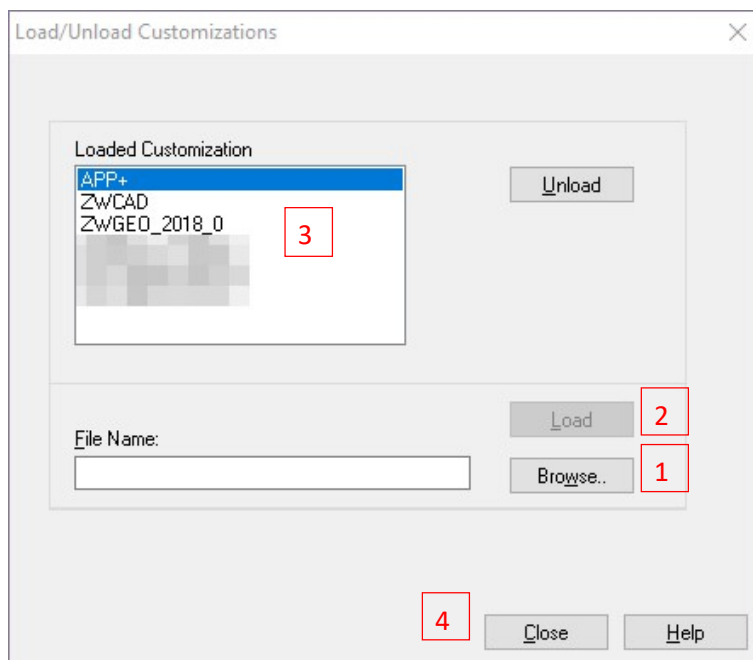 Load/Unload Customizations
Loaded Customization
APP+
Unload
ZWCAD
ZWGEO_2018_0
3
Load
2
File Name:
Browse..
1
4
Close
Help